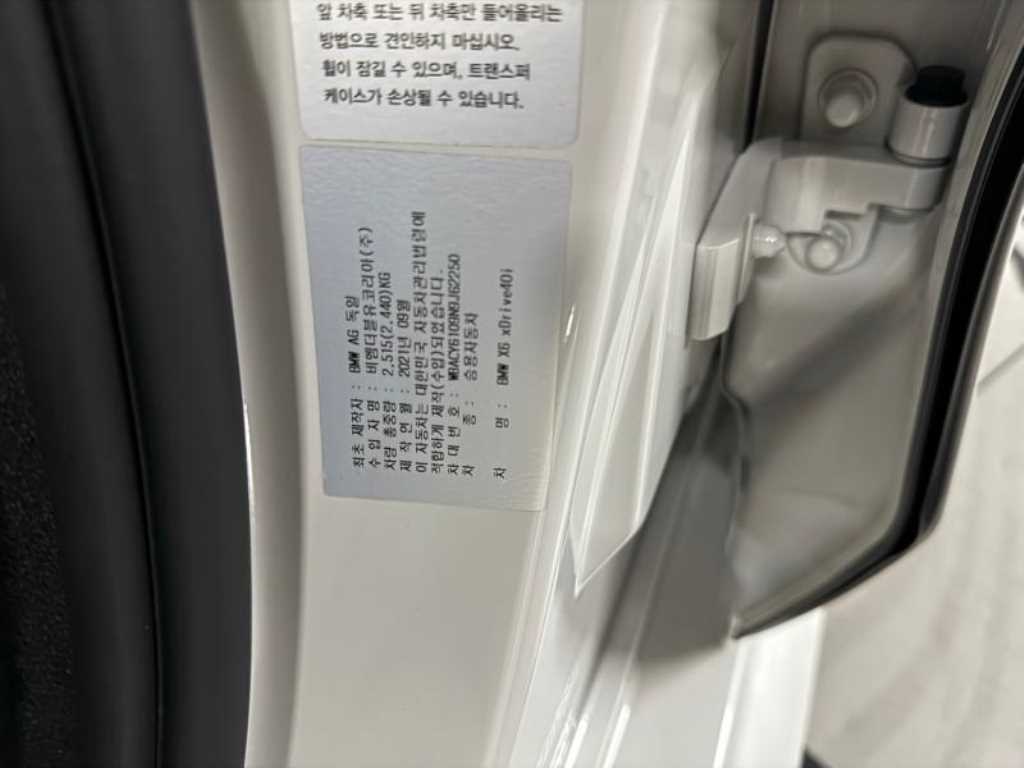 앞 차축 또는 뒤 차축만 들어올리는
방법으로 견인하지 마십시오.
휠이 잠길 수 있으며, 트랜스퍼
케이스가 손상될 수 있습니다.
최초 제작자 : BMW AG 독일
수 입 자 명 : 비엠더블유코리아(주)
차량 총중량 : 2,515(2,440)KG
제 작 연 월 : 2021년 09월
이 자동차는 대한민국 자동차관리법령에
적합하게 제작(수입)되었습니다.
차 대 번 호 : WBACY6109N9J62250
차 종 : 승용자동차
차 명 : BMW X6 xDrive40i